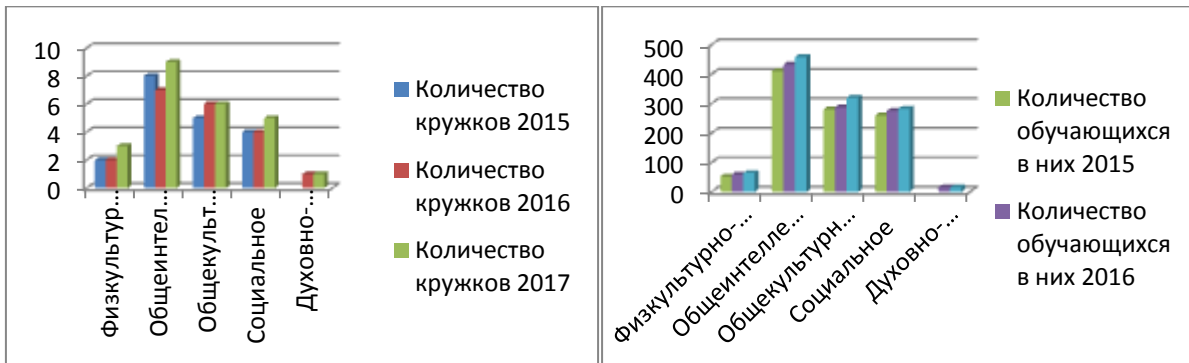 10
8
6
4
2
0
Физкультур…
Общеинтел…
Общекульт…
Социальное
Духовно-…
Количество
кружков 2015
Количество
кружков 2016
Количество
кружков 2017
500
400
300
200
100
0
Физкультурно-…
Общеинтелле…
Общекультурн…
Социальное
Духовно-…
Количество
обучающихся
в них 2015
Количество
обучающихся
в них 2016